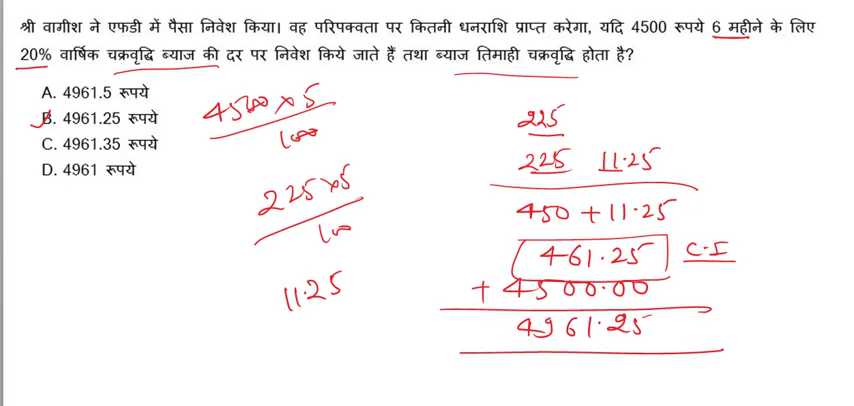 श्री वागीश ने एफडी में पैसा निवेश किया। वह परिपक्वता पर कितनी धनराशि प्राप्त करेगा, यदि 4500 रूपये 6 महीने के लिए
20% वार्षिक चक्रवृद्धि ब्याज की दर पर निवेश किये जाते हैं तथा ब्याज तिमाही चक्रवृद्धि होता है?
A. 4961.5 रूपये
B. 4961.25 रूपये
C. 4961.35 रूपये
D. 4961 रूपये
4500 × 5
100
225 × 5
100
11.25
225
225 11.25
450 + 11.25
461.25 C.I
+ 4500.00
4961.25